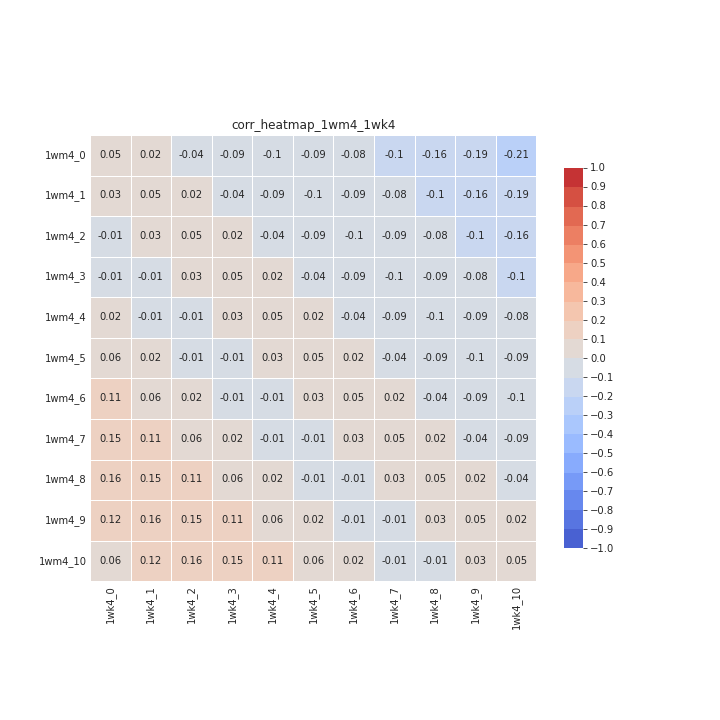 corr_heatmap_1wm4_1wk4
1wm4_0 0.05 0.02 -0.04 -0.09 -0.1 -0.09 -0.08 -0.1 -0.16 -0.19 -0.21
1wm4_1 0.03 0.05 0.02 -0.04 -0.09 -0.1 -0.09 -0.08 -0.1 -0.16 -0.19
1wm4_2 -0.01 0.03 0.05 0.02 -0.04 -0.09 -0.1 -0.09 -0.08 -0.1 -0.16
1wm4_3 -0.01 -0.01 0.03 0.05 0.02 -0.04 -0.09 -0.1 -0.09 -0.08 -0.1
1wm4_4 0.02 -0.01 -0.01 0.03 0.05 0.02 -0.04 -0.09 -0.1 -0.09 -0.08
1wm4_5 0.06 0.02 -0.01 -0.01 0.03 0.05 0.02 -0.04 -0.09 -0.1 -0.09
1wm4_6 0.11 0.06 0.02 -0.01 -0.01 0.03 0.05 0.02 -0.04 -0.09 -0.1
1wm4_7 0.15 0.11 0.06 0.02 -0.01 -0.01 0.03 0.05 0.02 -0.04 -0.09
1wm4_8 0.16 0.15 0.11 0.06 0.02 -0.01 -0.01 0.03 0.05 0.02 -0.04
1wm4_9 0.12 0.16 0.15 0.11 0.06 0.02 -0.01 -0.01 0.03 0.05 0.02
1wm4_10 0.06 0.12 0.16 0.15 0.11 0.06 0.02 -0.01 -0.01 0.03 0.05
1wk4_0 1wk4_1 1wk4_2 1wk4_3 1wk4_4 1wk4_5 1wk4_6 1wk4_7 1wk4_8 1wk4_9 1wk4_10
1.0
0.9
0.8
0.7
0.6
0.5
0.4
0.3
0.2
0.1
0.0
−0.1
−0.2
−0.3
−0.4
−0.5
−0.6
−0.7
−0.8
−0.9
−1.0